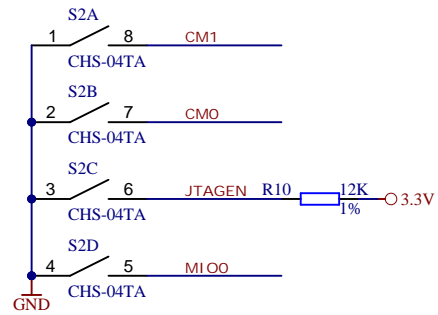 S2A
1 8 CM1
CHS-04TA
S2B
2 7 CM0
CHS-04TA
S2C
3 6 JTAGEN R10 12K 3.3V
CHS-04TA 1%
S2D
4 5 MIO0
CHS-04TA
GND